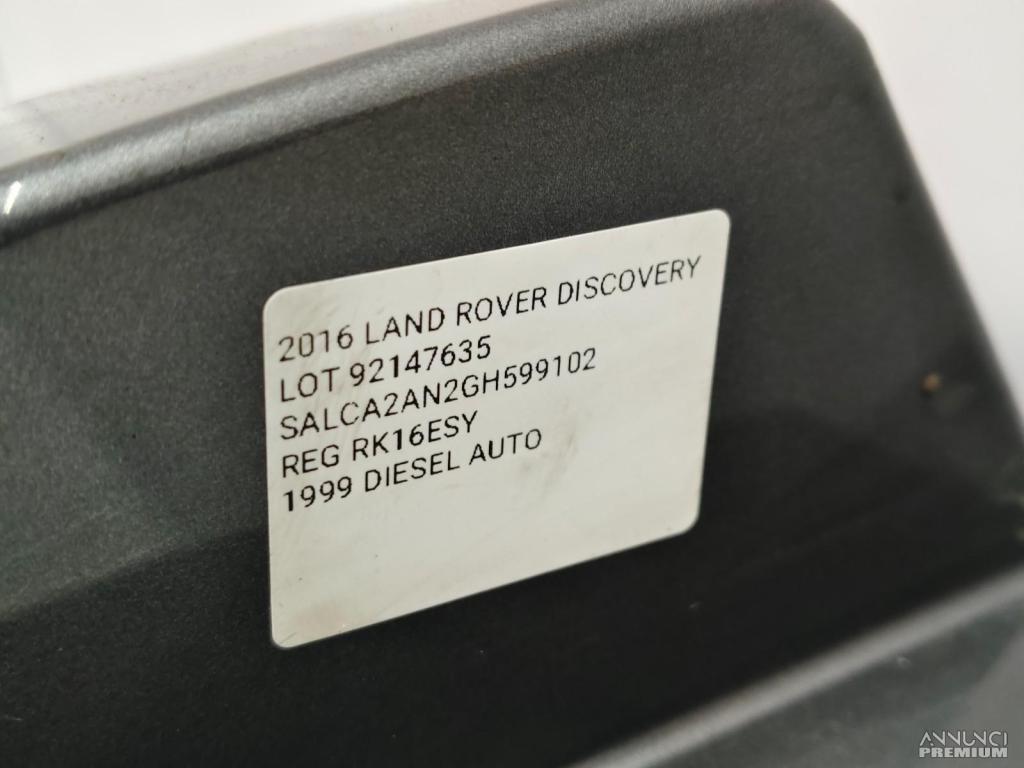 2016 LAND ROVER DISCOVERY
LOT 92147635
SALCA2AN2GH599102
REG RK16ESY
1999 DIESEL AUTO
ANNUNCI
PREMIUM